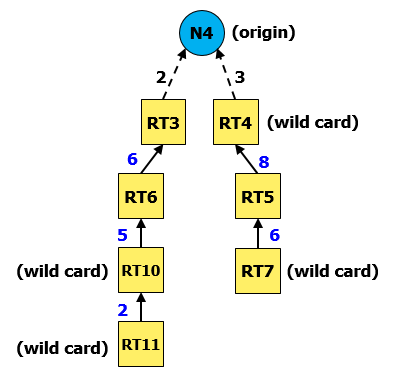 N4 (origin)
2 3
RT3 RT4 (wild card)
6 8
RT6 RT5
5 6
(wild card) RT10 RT7 (wild card)
2
(wild card) RT11